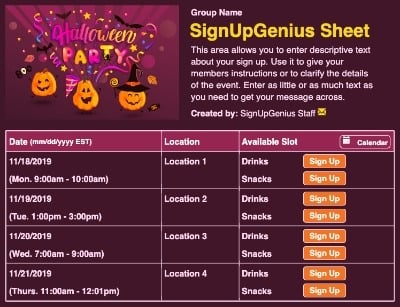 Halloween
PARTY
Group Name
SignUpGenius Sheet
This area allows you to enter descriptive text
about your sign up. Use it to give your
members instructions or to clarify the details
of the event. Enter as little or as much text as
you need to get your message across.
Created by: SignUpGenius Staff
Date (mm/dd/yyyy EST) Location Available Slot Calendar
11/18/2019 Location 1 Drinks Sign Up
(Mon. 9:00am - 10:00am) Snacks Sign Up
11/19/2019 Location 2 Drinks Sign Up
(Tue. 1:00pm - 3:00pm) Snacks Sign Up
11/20/2019 Location 3 Drinks Sign Up
(Wed. 7:00am - 9:00am) Snacks Sign Up
11/21/2019 Location 4 Drinks Sign Up
(Thurs. 11:00am - 12:01pm) Snacks Sign Up